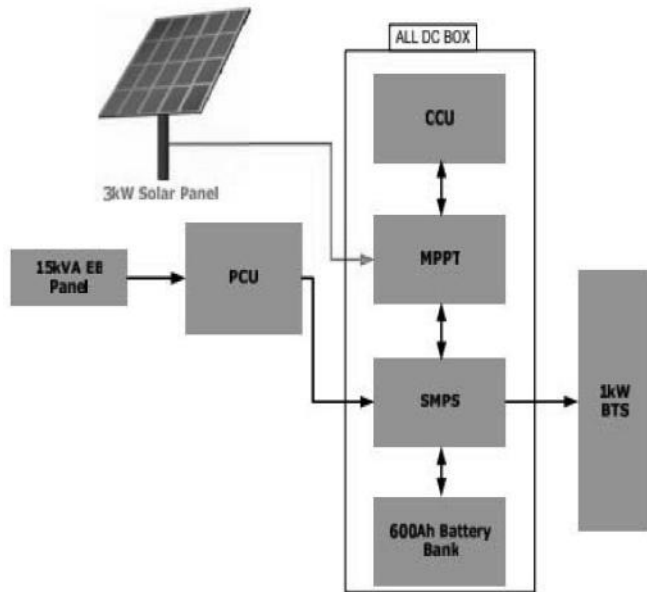 ALL DC BOX
CCU
3kW Solar Panel
MPPT
15kVA EB
Panel
PCU
SMPS
1kW
BTS
600Ah Battery
Bank